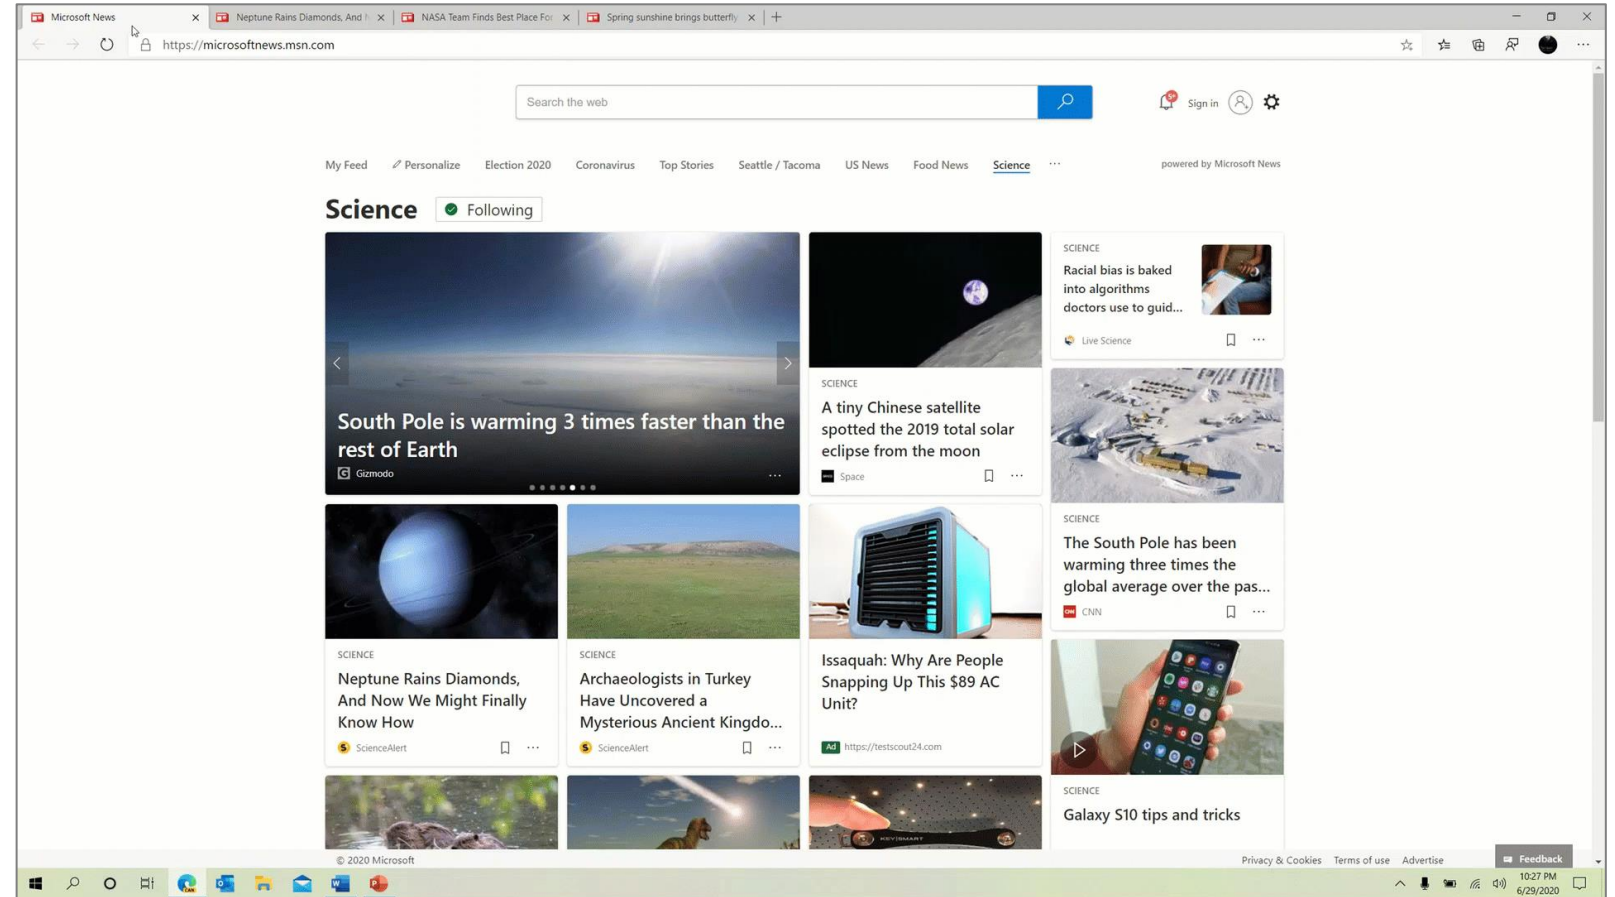 Microsoft News
Neptune Rains Diamonds, And N
NASA Team Finds Best Place For
Spring sunshine brings butterfly
https://microsoftnews.msn.com
Search the web
5+
Sign in
My Feed
Personalize
Election 2020
Coronavirus
Top Stories
Seattle / Tacoma
US News
Food News
Science
powered by Microsoft News
Science
Following
South Pole is warming 3 times faster than the
rest of Earth
G Gizmodo
SCIENCE
A tiny Chinese satellite
spotted the 2019 total solar
eclipse from the moon
Space
SCIENCE
Racial bias is baked
into algorithms
doctors use to guid...
Live Science
SCIENCE
The South Pole has been
warming three times the
global average over the pas...
CNN CNN
SCIENCE
Neptune Rains Diamonds,
And Now We Might Finally
Know How
S ScienceAlert
SCIENCE
Archaeologists in Turkey
Have Uncovered a
Mysterious Ancient Kingdo...
S ScienceAlert
Issaquah: Why Are People
Snapping Up This $89 AC
Unit?
Ad https://testscout24.com
SCIENCE
Galaxy S10 tips and tricks
KEYSMART
© 2020 Microsoft
Privacy & Cookies
Terms of use
Advertise
Feedback
CAN
10:27 PM
6/29/2020